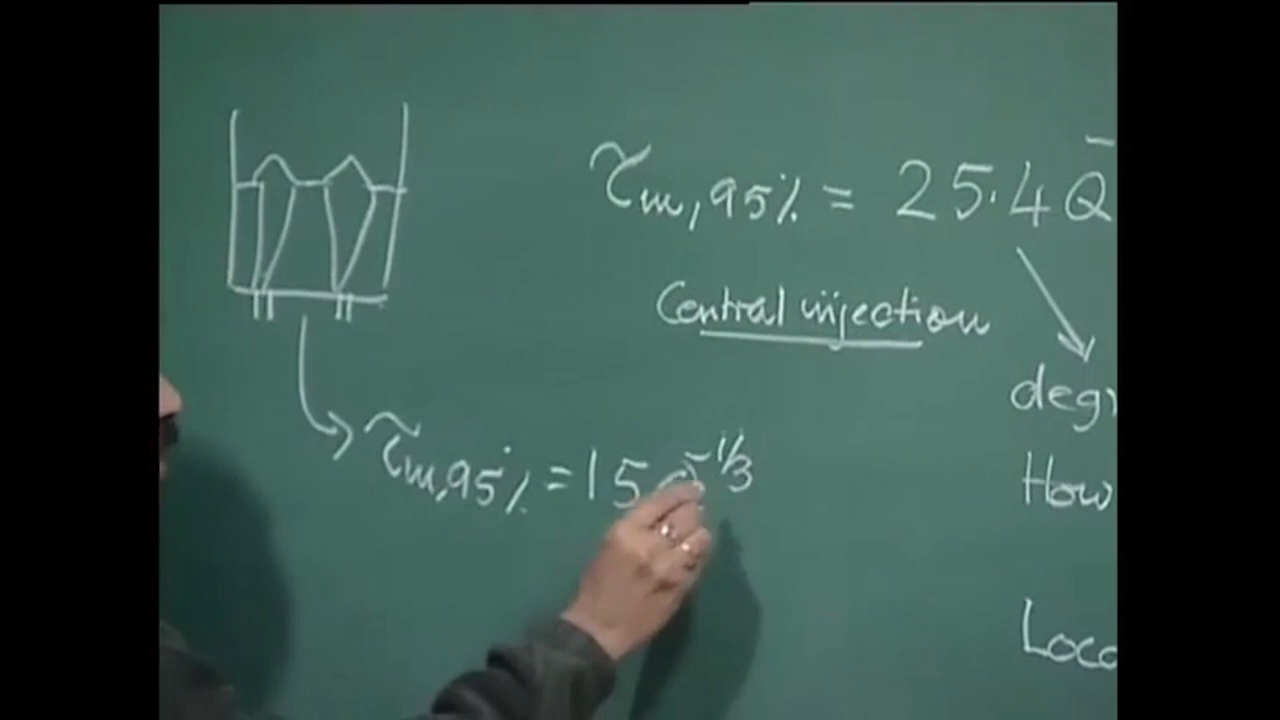 τm,95% = 25.4 Q̄
Central injection
τm,95% = 15 Q^-1/3
degr
How
Loca